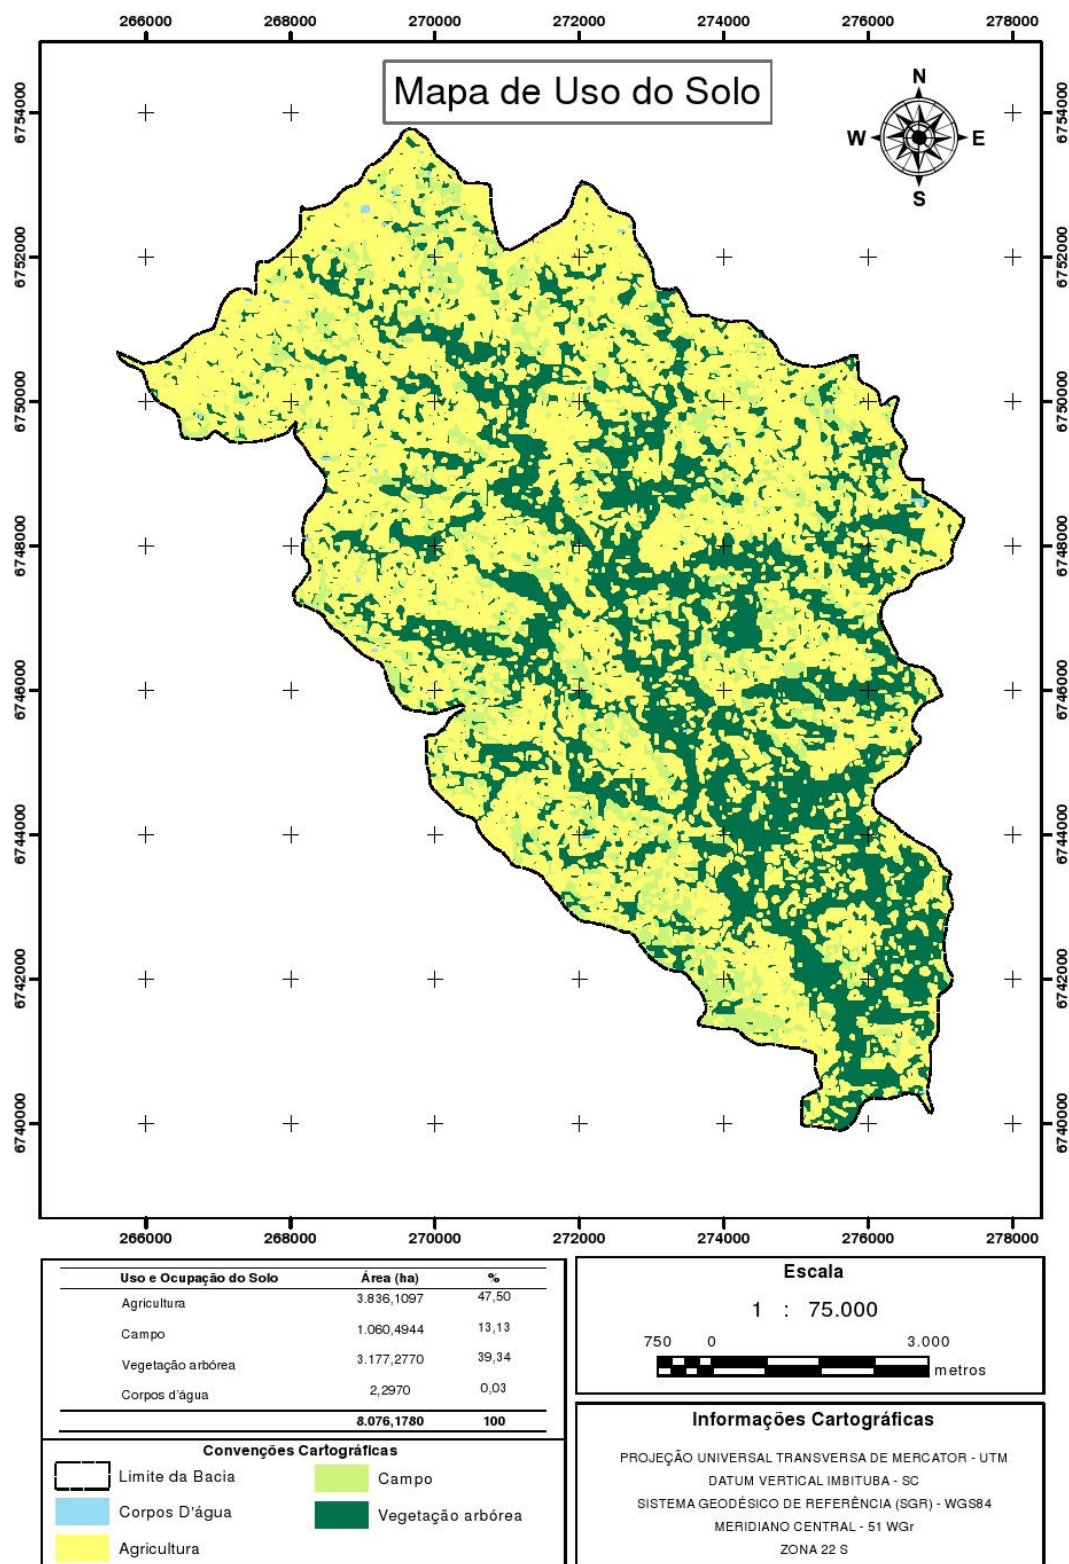 266000 268000 270000 272000 274000 276000 278000
Mapa de Uso do Solo
N
W E
S
6754000 6754000
6752000 6752000
6750000 6750000
6748000 6748000
6746000 6746000
6744000 6744000
6742000 6742000
6740000 6740000
266000 268000 270000 272000 274000 276000 278000
Uso e Ocupação do Solo Área (ha) %
Agricultura 3.836,1097 47,50
Campo 1.060,4944 13,13
Vegetação arbórea 3.177,2770 39,34
Corpos d'água 2,2970 0,03
8.076,1780 100
Convenções Cartográficas
Limite da Bacia
Corpos D'água
Agricultura
Campo
Vegetação arbórea
Escala
1 : 75.000
750 0 3.000
metros
Informações Cartográficas
PROJEÇÃO UNIVERSAL TRANSVERSA DE MERCATOR - UTM
DATUM VERTICAL IMBITUBA - SC
SISTEMA GEODÉSICO DE REFERÊNCIA (SGR) - WGS84
MERIDIANO CENTRAL - 51 WGr
ZONA 22 S